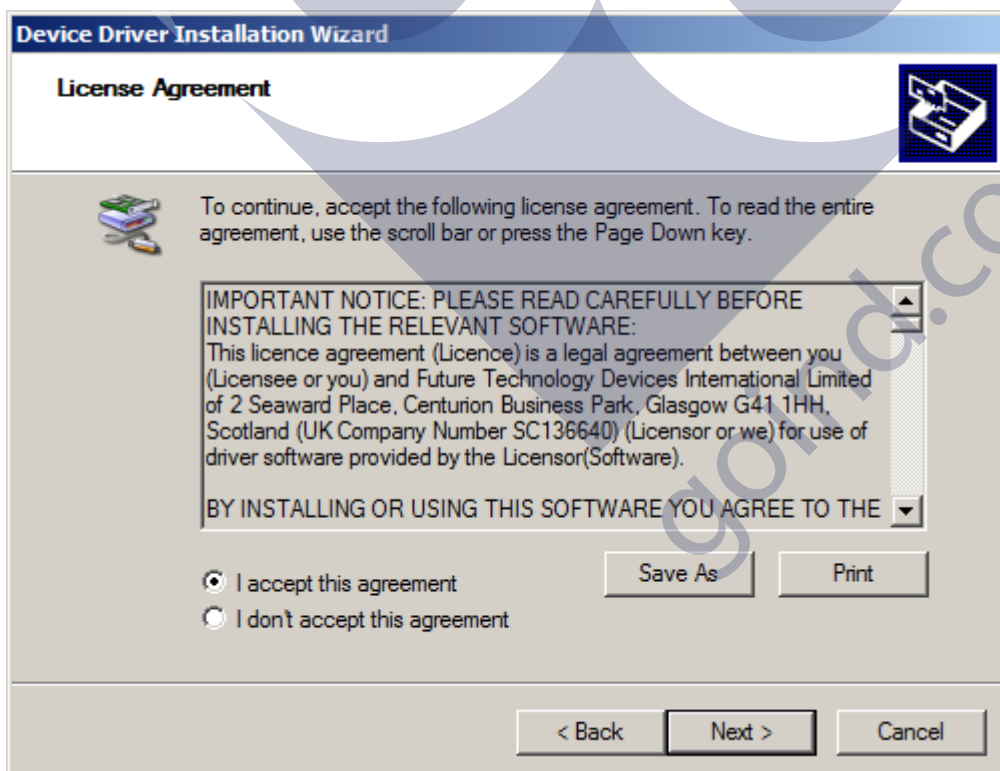 Device Driver Installation Wizard
License Agreement
To continue, accept the following license agreement. To read the entire
agreement, use the scroll bar or press the Page Down key.
IMPORTANT NOTICE: PLEASE READ CAREFULLY BEFORE
INSTALLING THE RELEVANT SOFTWARE:
This licence agreement (Licence) is a legal agreement between you
(Licensee or you) and Future Technology Devices International Limited
of 2 Seaward Place, Centurion Business Park, Glasgow G41 1HH,
Scotland (UK Company Number SC136640) (Licensor or we) for use of
driver software provided by the Licensor(Software).
BY INSTALLING OR USING THIS SOFTWARE YOU AGREE TO THE
Save As
Print
I accept this agreement
I don't accept this agreement
< Back
Next >
Cancel
goind.co